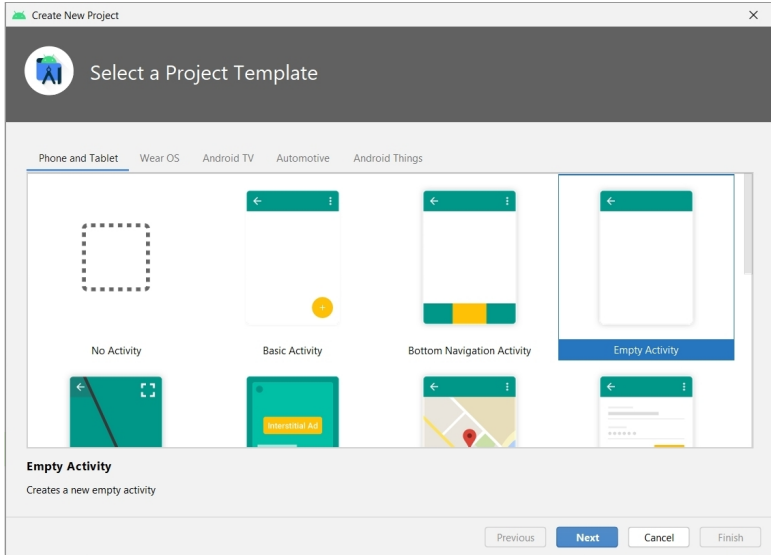 Create New Project
Select a Project Template
Phone and Tablet Wear OS Android TV Automotive Android Things
No Activity Basic Activity Bottom Navigation Activity Empty Activity
Interstitial Ad
Empty Activity
Creates a new empty activity
Previous Next Cancel Finish